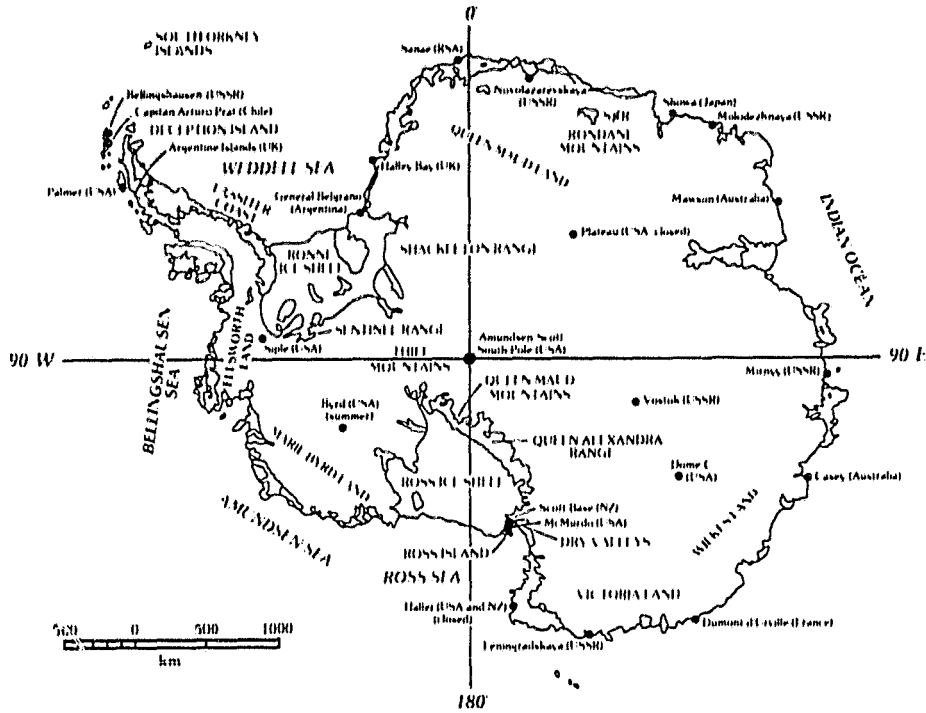 0°
SOUTH ORKNEY
ISLANDS
Sanae (RSA)
Bellingshausen (USSR)
Capitan Arturo Prat (Chile)
DECEPTION ISLAND
Argentine Islands (UK)
Novolazarevskaya
(USSR)
Showa (Japan)
Molodezhnaya (USSR)
RONDANE
MOUNTAINS
QUEEN MAUD LAND
WEDDELL SEA
Halley Bay (UK)
Palmer (USA)
LASSITER
COAST
General Belgrano
(Argentina)
Mawson (Australia)
INDIAN OCEAN
Plateau (USA closed)
SHACKLETON RANGE
RONNE
ICE SHELF
SENTINEL RANGE
Siple (USA)
ELLSWORTH
LAND
BELLINGSHAUSEN
SEA
THIEL
MOUNTAINS
Amundsen Scott
South Pole (USA)
90 W
90 E
Mirnyy (USSR)
QUEEN MAUD
MOUNTAINS
Byrd (USA)
(summer)
Vostok (USSR)
QUEEN ALEXANDRA
RANGE
MARIE BYRD LAND
ROSS ICE SHELF
Dome C
(USA)
Casey (Australia)
AMUNDSEN SEA
Scott Base (NZ)
McMurdo (USA)
DRY VALLEYS
WILKES LAND
ROSS ISLAND
ROSS SEA
VICTORIA LAND
Hallet (USA and NZ)
(closed)
Dumont d'Urville (France)
Leningradskaya (USSR)
500 0 500 1000
km
180°